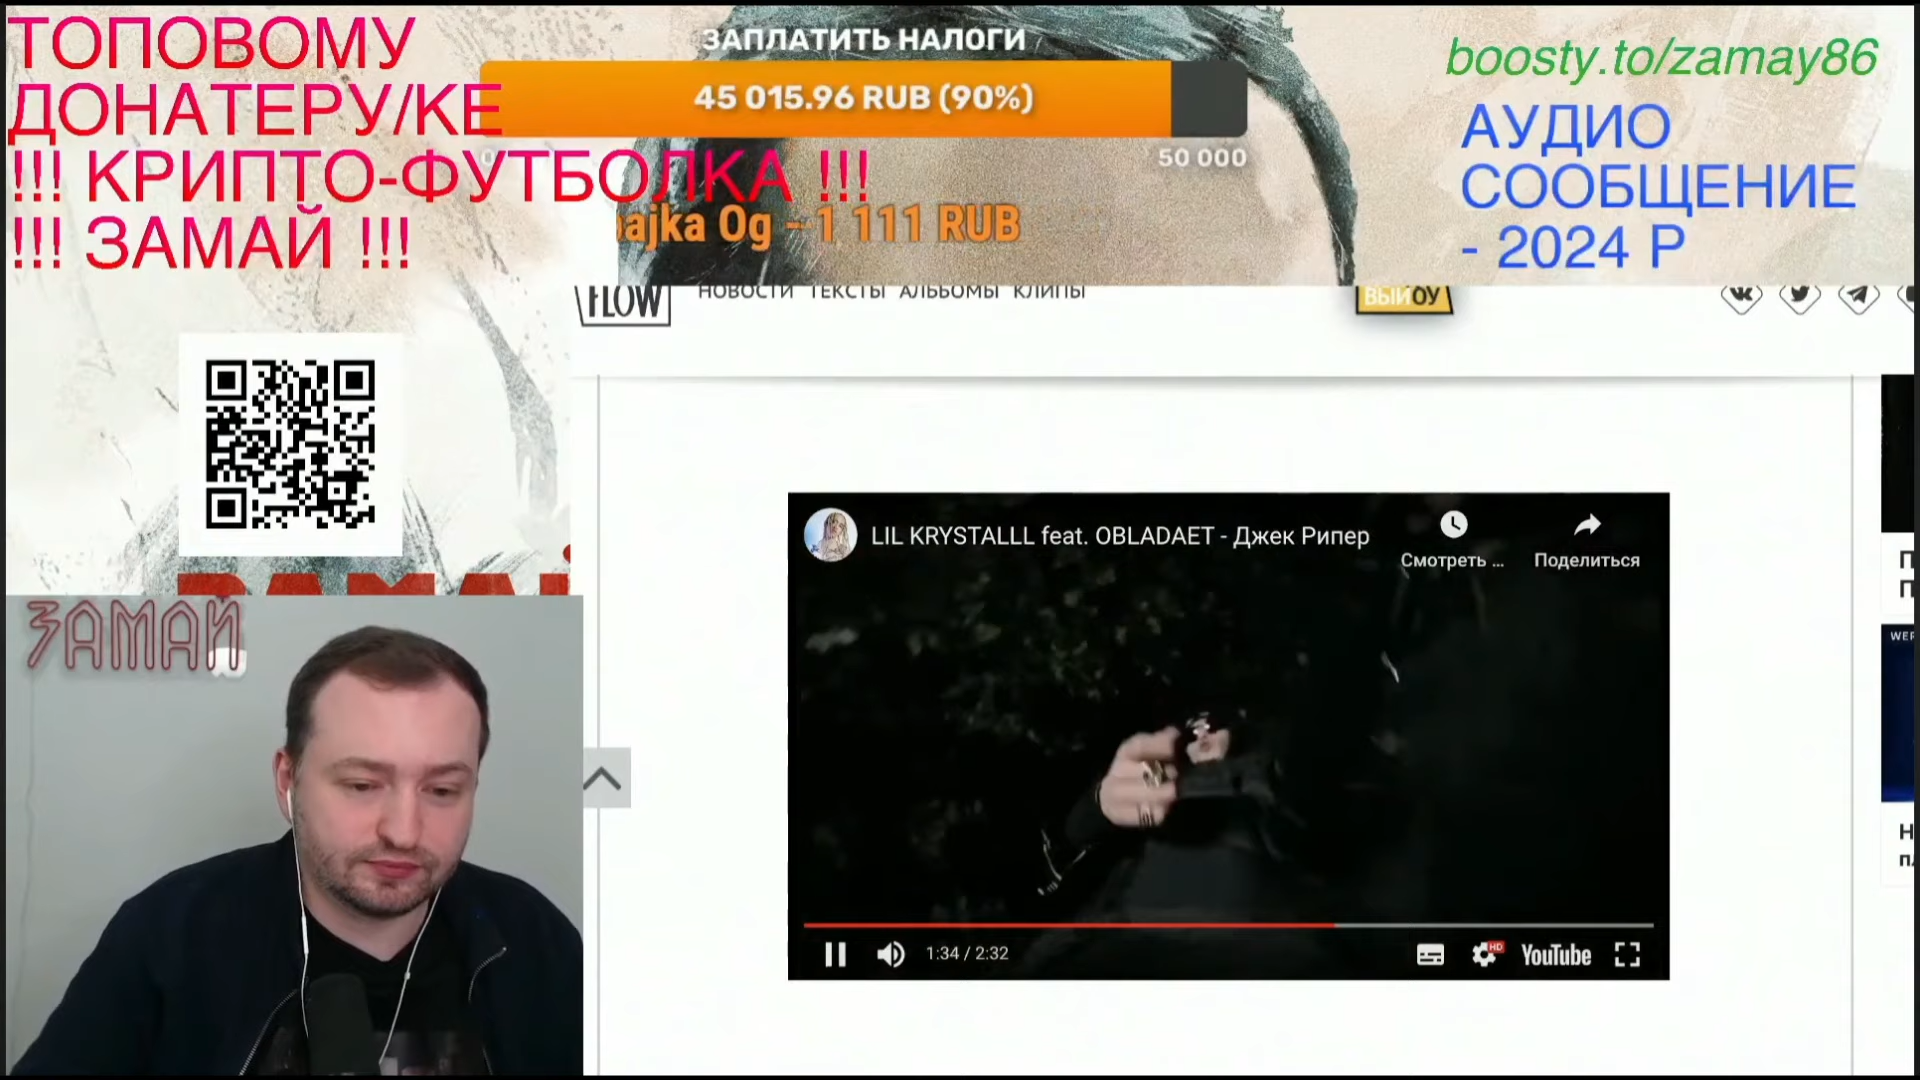 ТОПОВОМУ
ДОНАТЕРУ/КЕ
!!! КРИПТО-ФУТБОЛКА !!!
!!! ЗАМАЙ !!!
ЗАПЛАТИТЬ НАЛОГИ
45 015.96 RUB (90%)
50 000
ajka Og - 1 111 RUB
boosty.to/zamay86
АУДИО
СООБЩЕНИЕ
- 2024 Р
FLOW
НОВОСТИ ТЕКСТЫ АЛЬБОМЫ КЛИПЫ
ВЫЙОУ
LIL KRYSTALLL feat. OBLADAET - Джек Рипер
Смотреть ...
Поделиться
1:34 / 2:32
HD
YouTube
ЗАМАЙ